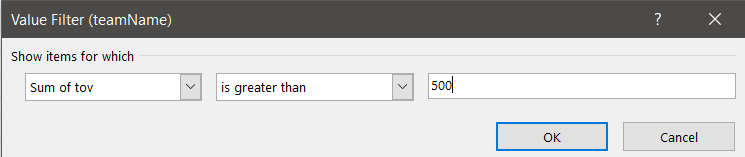 Value Filter (teamName)
Show items for which
Sum of tov is greater than 500
OK Cancel